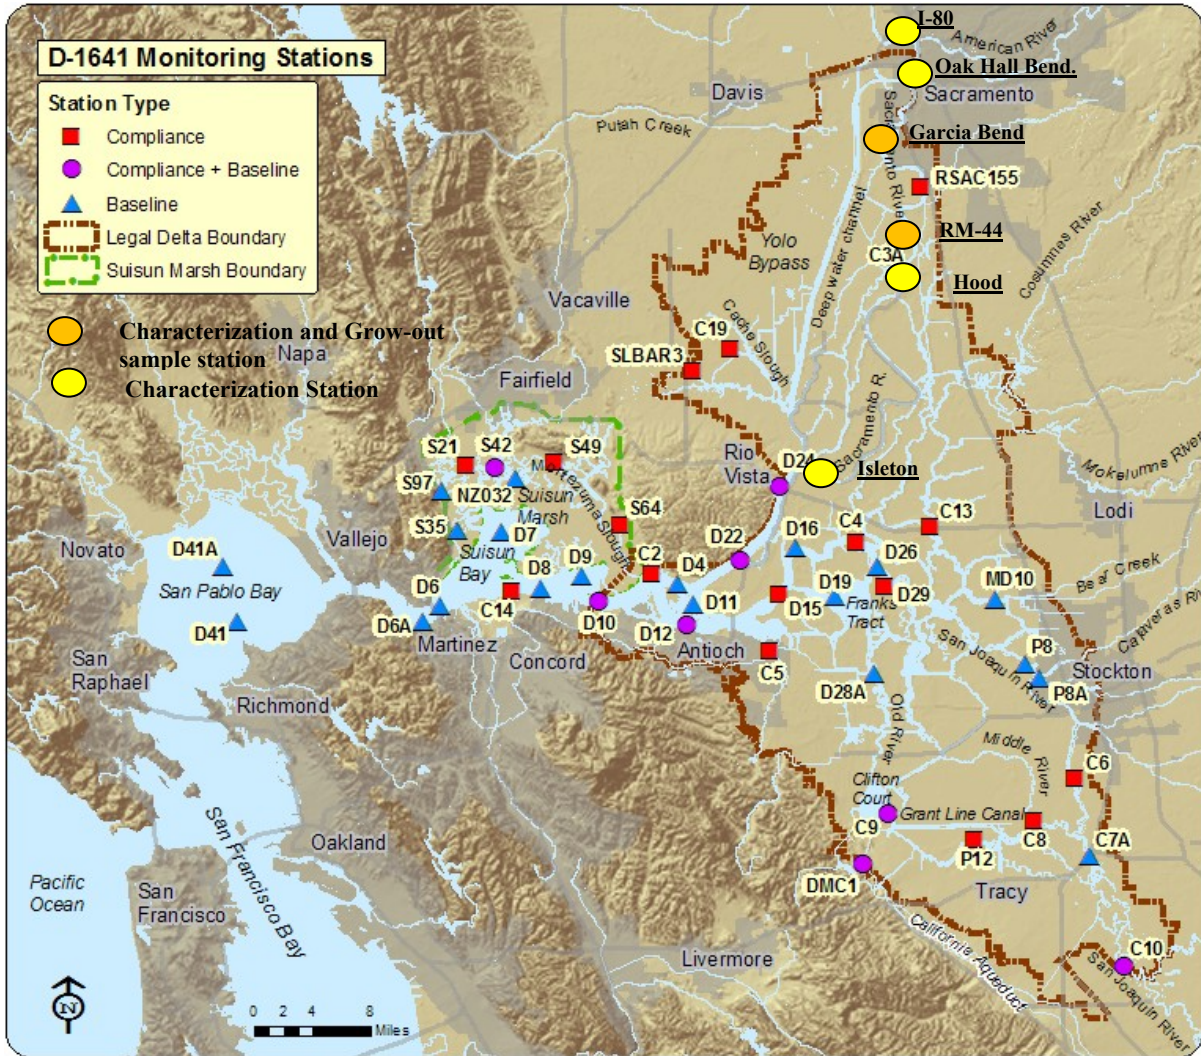 I-80
American River
D-1641 Monitoring Stations
Oak Hall Bend.
Davis
Sacramento
Station Type
Compliance
Compliance + Baseline
Baseline
Legal Delta Boundary
Suisun Marsh Boundary
Putah Creek
Garcia Bend
Sacramento River
RSAC155
Deep water channel
Yolo
Bypass
RM-44
C3A
Hood
Cosumnes River
Vacaville
Characterization and Grow-out
sample station
Characterization Station
Napa
C19
Cache Slough
SLBAR3
Fairfield
Sacramento R.
S21
S42
S49
Rio
Vista
D24
Isleton
Mokelumne River
S97
NZ032
Montezuma Slough
Suisun
Marsh
S64
Lodi
Novato
D41A
Vallejo
S35
Suisun
Bay
D7
D22
D16
C4
C13
San Pablo Bay
D9
C2
D4
D26
Bear Creek
D6
D8
D11
D19
D29
MD10
D41
D6A
C14
D10
D12
D15
Franks
Tract
Calaveras Riv
Martinez
Concord
Antioch
C5
San Joaquin River
P8
San
Raphael
Stockton
Richmond
D28A
P8A
Old River
Middle River
C6
Clifton
Court
Grant Line Canal
San Francisco Bay
Oakland
C9
P12
C8
C7A
Pacific
Ocean
San
Francisco
DMC1
Tracy
California Aqueduct
Livermore
C10
San Joaquin River
N
0 2 4 8
Miles